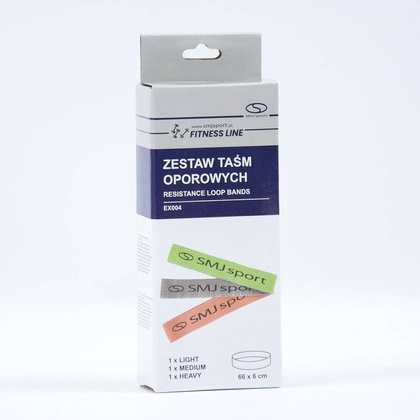 www.smjsport.pl
FITNESS LINE
SMJ sport
ZESTAW TAŚM
OPOROWYCH
RESISTANCE LOOP BANDS
EX004
SMJ sport
SMJ sport
SMJ sport
1 x LIGHT
1 x MEDIUM
1 x HEAVY
66 x 6 cm